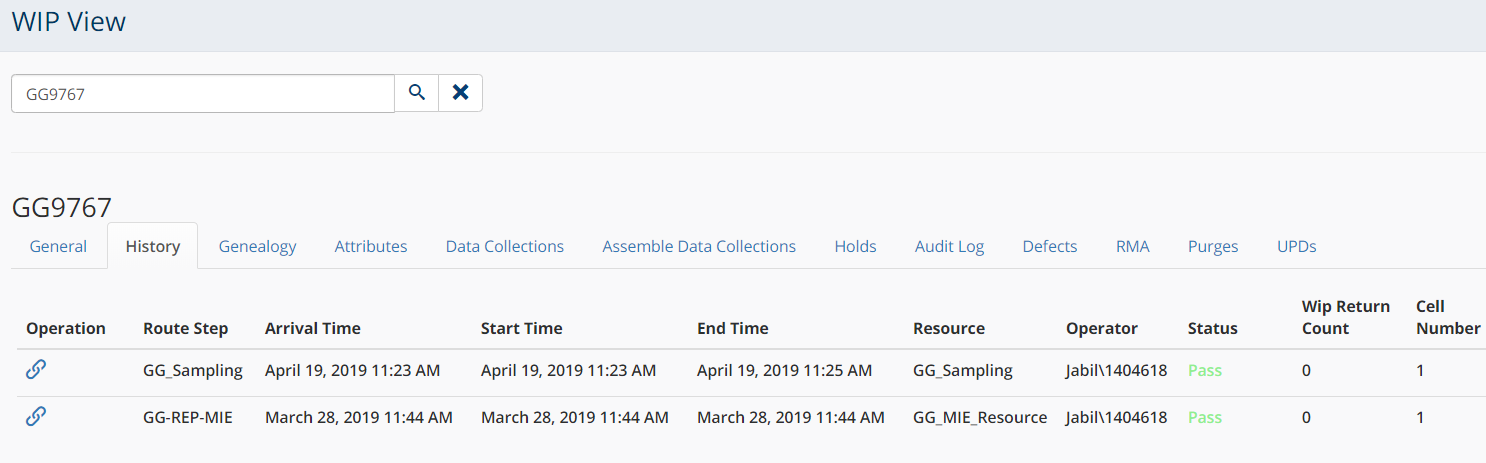 WIP View
GG9767
GG9767
General History Genealogy Attributes Data Collections Assemble Data Collections Holds Audit Log Defects RMA Purges UPDs
Operation Route Step Arrival Time Start Time End Time Resource Operator Status Wip Return Count Cell Number
GG_Sampling April 19, 2019 11:23 AM April 19, 2019 11:23 AM April 19, 2019 11:25 AM GG_Sampling Jabil\1404618 Pass 0 1
GG-REP-MIE March 28, 2019 11:44 AM March 28, 2019 11:44 AM March 28, 2019 11:44 AM GG_MIE_Resource Jabil\1404618 Pass 0 1